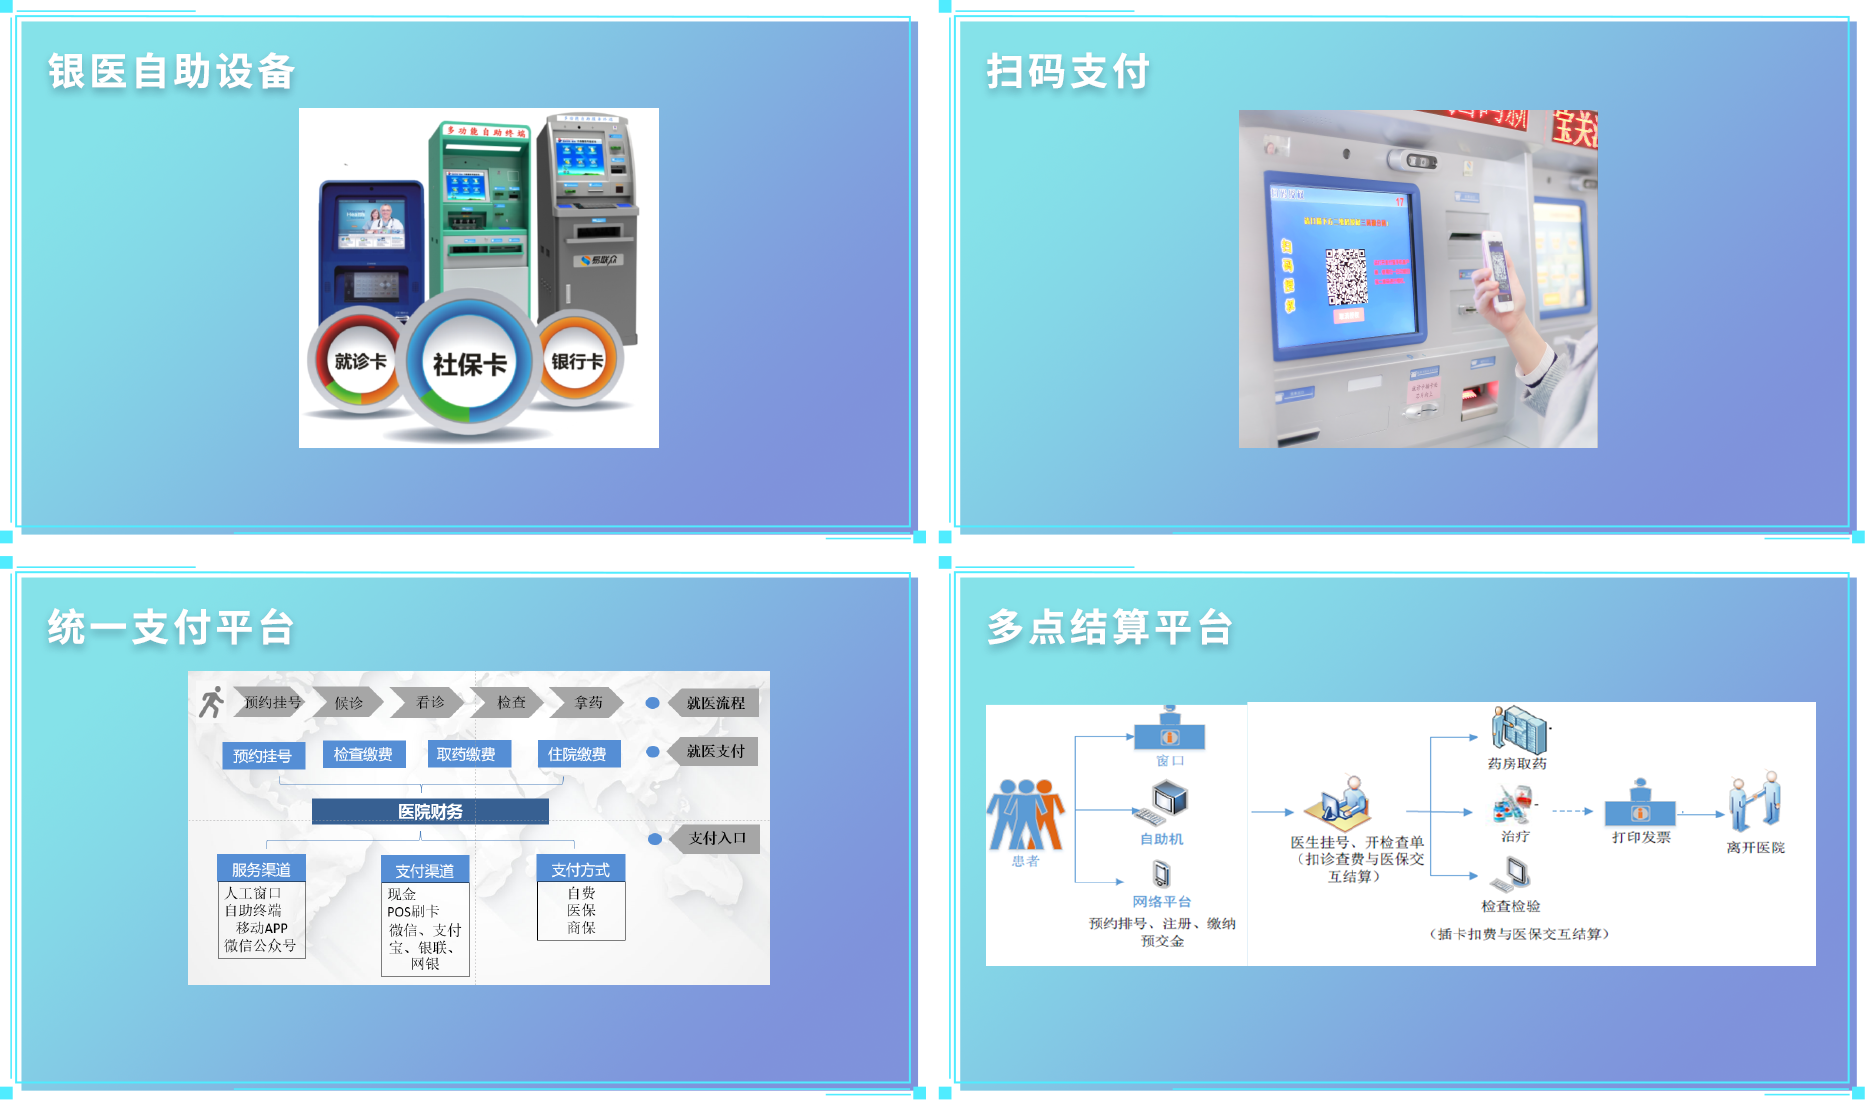 银医自助设备
多功能自助终端
易联众
就诊卡
社保卡
银行卡
扫码支付
17
统一支付平台
预约挂号
候诊
看诊
检查
拿药
就医流程
预约挂号
检查缴费
取药缴费
住院缴费
就医支付
医院财务
支付入口
服务渠道
人工窗口
自助终端
移动APP
微信公众号
支付渠道
现金
POS刷卡
微信、支付
宝、银联、
网银
支付方式
自费
医保
商保
多点结算平台
患者
窗口
自助机
网络平台
预约排号、注册、缴纳
预交金
医生挂号、开检查单
（扣诊查费与医保交
互结算）
药房取药
治疗
检查检验
（插卡扣费与医保交互结算）
打印发票
离开医院